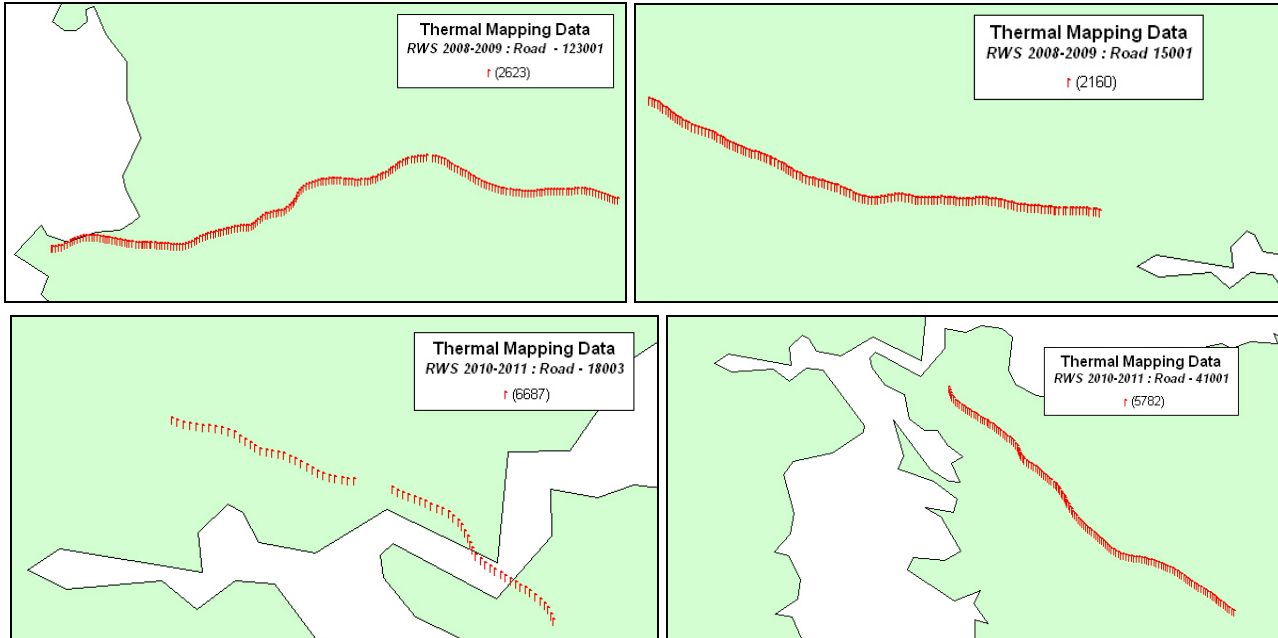 Thermal Mapping Data
RWS 2008-2009 : Road - 123001
(2623)
Thermal Mapping Data
RWS 2008-2009 : Road 15001
(2160)
Thermal Mapping Data
RWS 2010-2011 : Road - 18003
(6687)
Thermal Mapping Data
RWS 2010-2011 : Road - 41001
(5782)